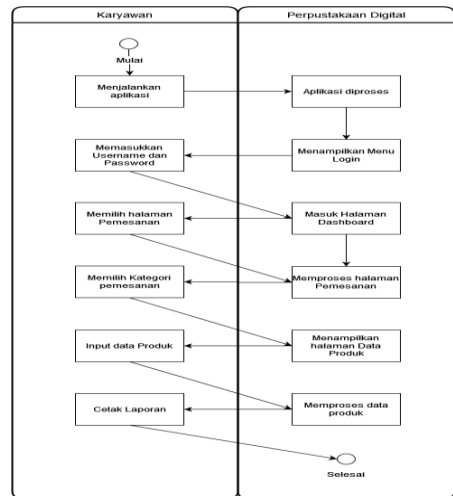 Karyawan
Perpustakaan Digital
Mulai
Menjalankan
aplikasi
Aplikasi diproses
Memasukkan
Username dan
Password
Menampilkan Menu
Login
Memilih halaman
Pemesanan
Masuk Halaman
Dashboard
Memilih Kategori
pemesanan
Memproses halaman
Pemesanan
Input data Produk
Menampilkan
halaman Data
Produk
Cetak Laporan
Memproses data
produk
Selesai